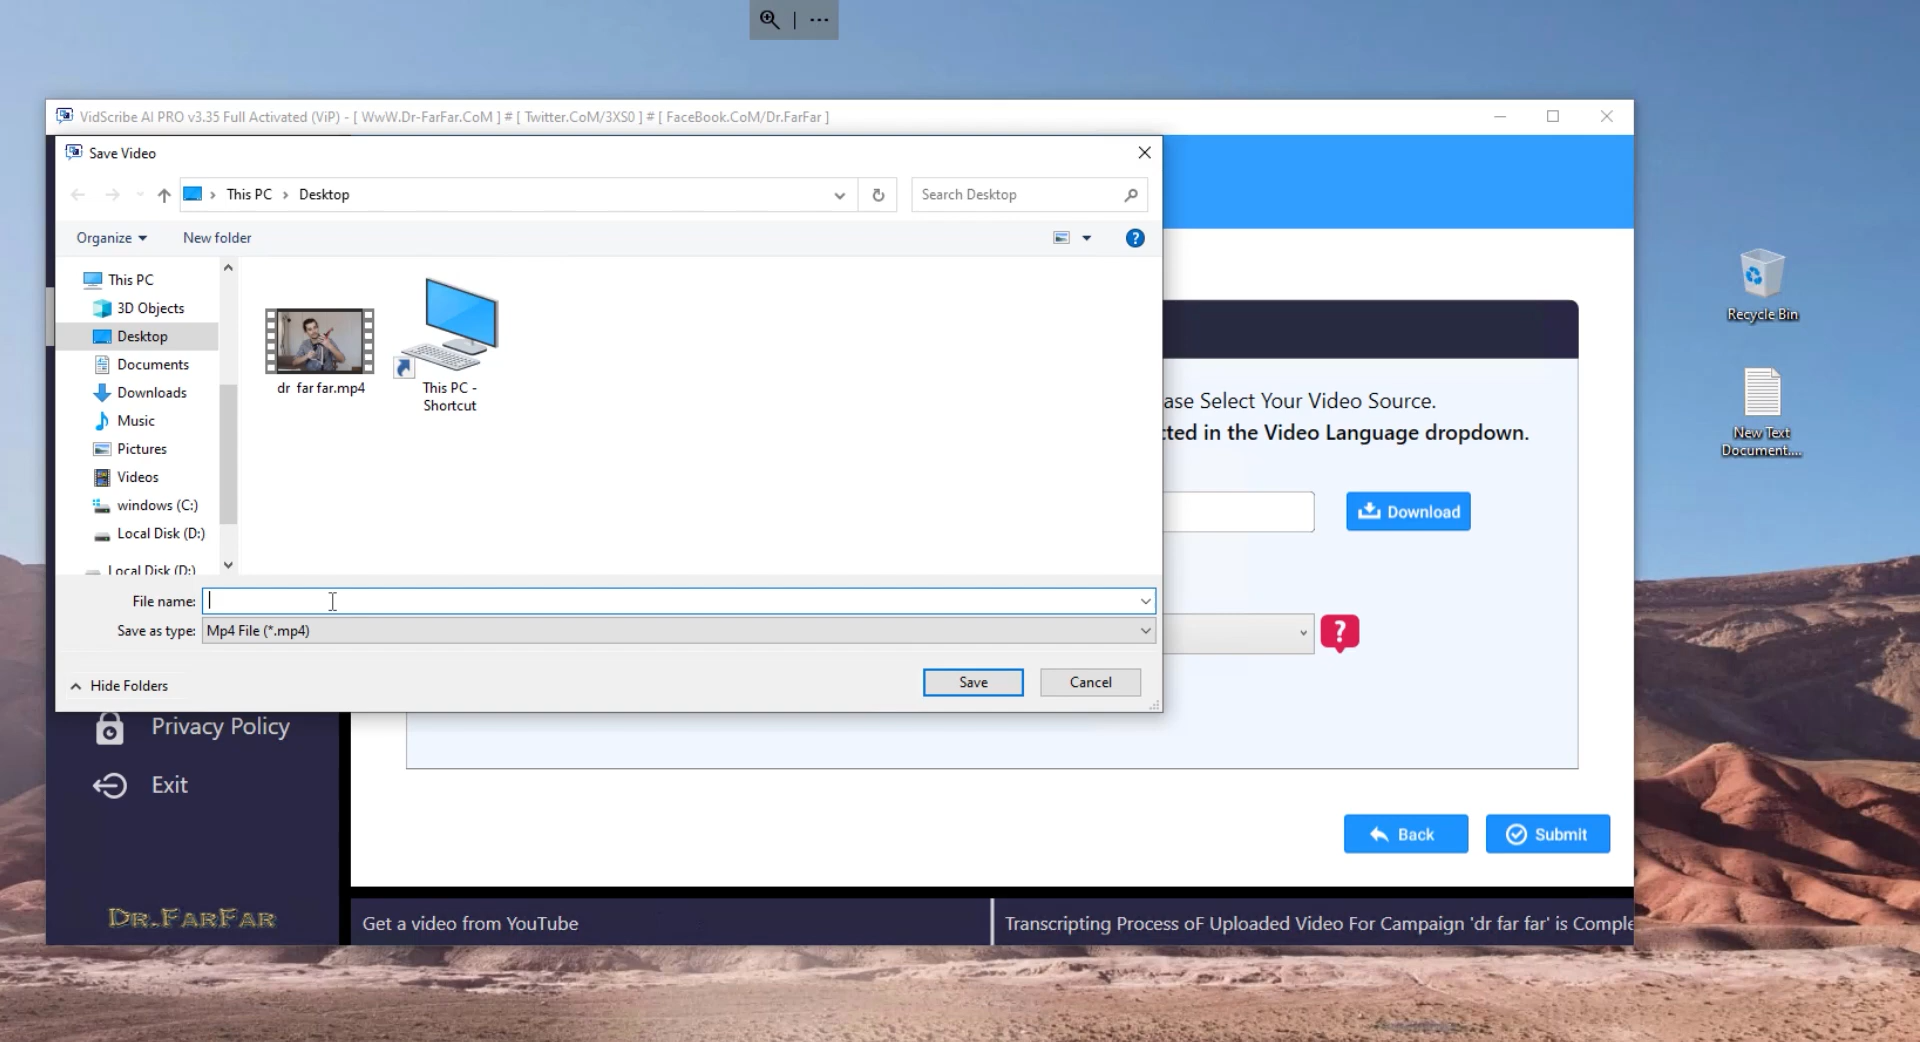 VidScribe AI PRO v3.35 Full Activated (ViP) - [ WwW.Dr-FarFar.CoM ] # [ Twitter.CoM/3XS0 ] # [ FaceBook.CoM/Dr.FarFar ]
Save Video
This PC > Desktop
Search Desktop
Organize
New folder
This PC
3D Objects
Desktop
Documents
Downloads
Music
Pictures
Videos
windows (C:)
Local Disk (D:)
Local Disk (D:)
dr far far.mp4
This PC -
Shortcut
File name:
Save as type: Mp4 File (*.mp4)
Hide Folders
Save
Cancel
ase Select Your Video Source.
cted in the Video Language dropdown.
Download
?
Privacy Policy
Exit
Back
Submit
DR.FARFAR
Get a video from YouTube
Transcripting Process oF Uploaded Video For Campaign 'dr far far' is Comple
Recycle Bin
New Text
Document....